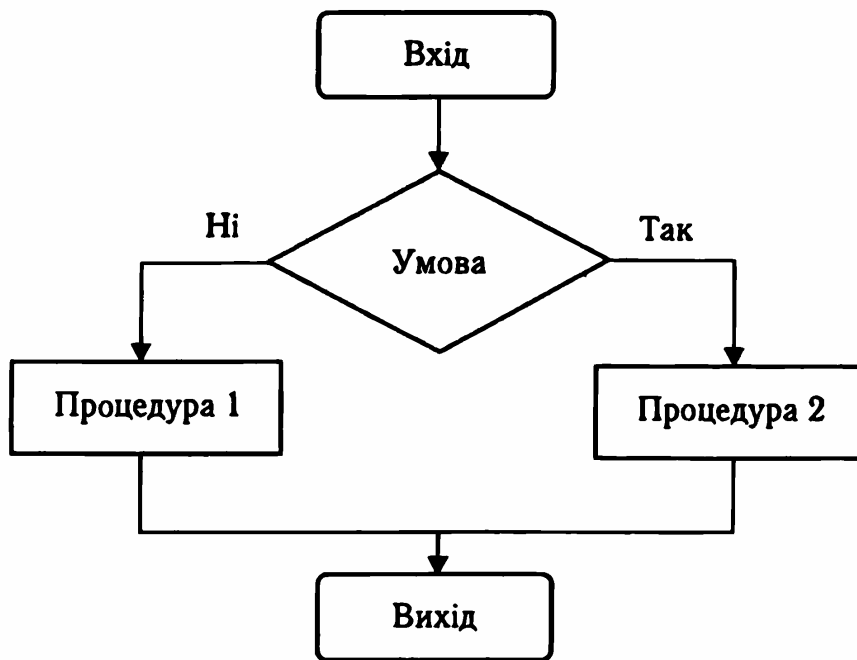 Вхід
Ні
Так
Умова
Процедура 1
Процедура 2
Вихід